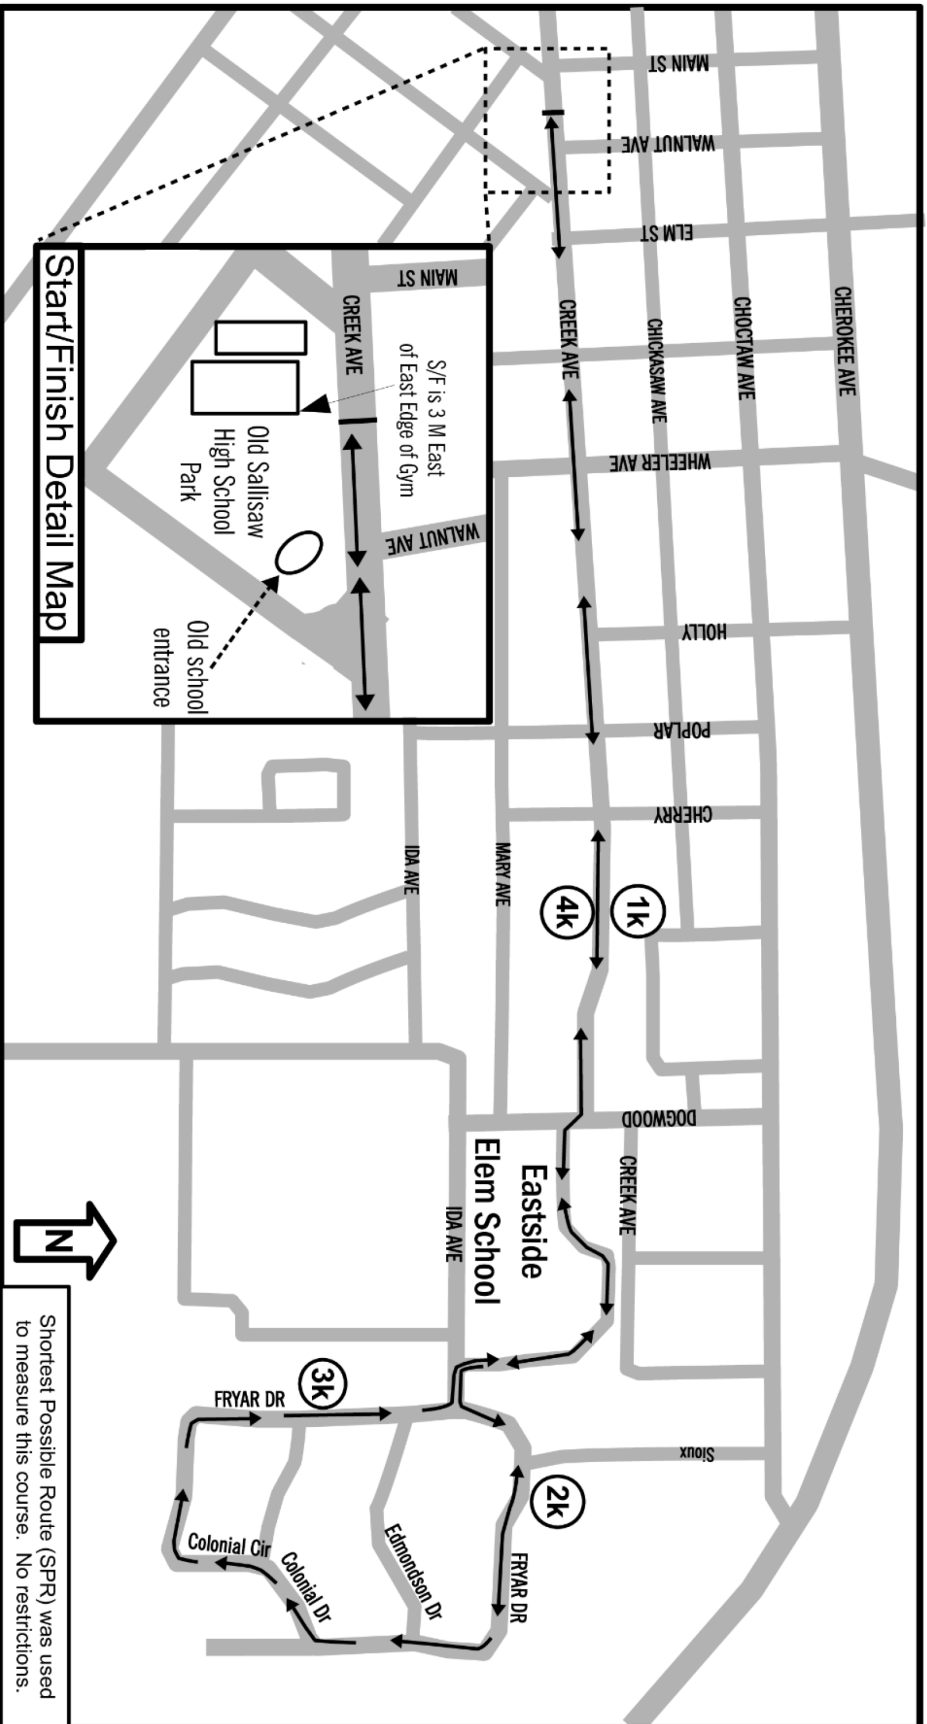 MAIN ST
WALNUT AVE
ELM ST
CREEK AVE
CHICKASAW AVE
CHOCTAW AVE
CHEROKEE AVE
WHEELER AVE
HOLLY
POPLAR
CHERRY
MARY AVE
IDA AVE
1k
4k
DOGWOOD
CREEK AVE
Eastside
Elem School
IDA AVE
Sioux
2k
FRYAR DR
3k
FRYAR DR
Edmondson Dr
Colonial Dr
Colonial Cir
N
MAIN ST
CREEK AVE
WALNUT AVE
S/F is 3 M East
of East Edge of Gym
Old Sallisaw
High School
Park
Old school
entrance
Start/Finish Detail Map
Shortest Possible Route (SPR) was used
to measure this course. No restrictions.